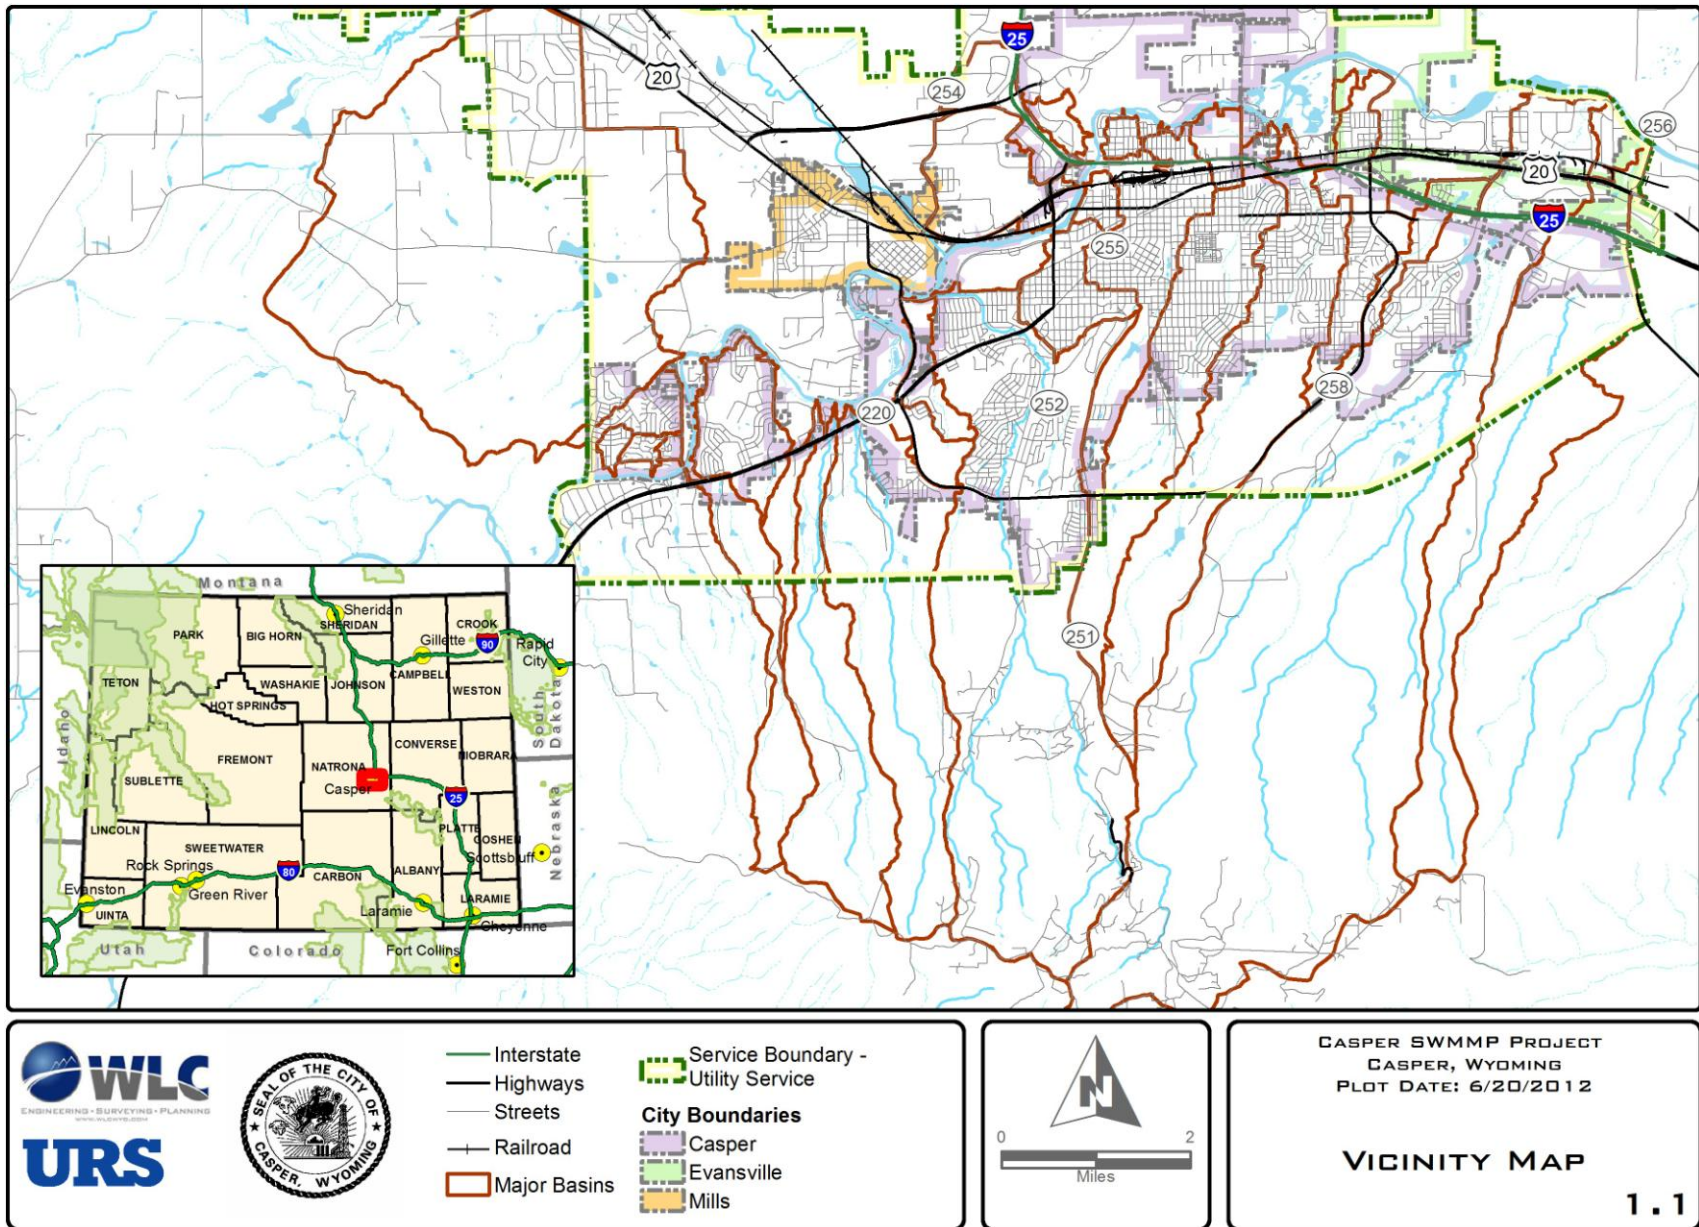 25
20
254
256
20
25
255
258
252
220
251
Montana
Sheridan
SHERIDAN
PARK
BIG HORN
CROOK
Gillette
90
Rapid
City
CAMPBELL
TETON
WASHAKIE
JOHNSON
WESTON
HOT SPRINGS
Idaho
South
Dakota
CONVERSE
NIOBRARA
FREMONT
NATRONA
SUBLETTE
Casper
25
LINCOLN
PLATTE
GOSHEN
SWEETWATER
Scottsbluff
Nebraska
Rock Springs
80
CARBON
ALBANY
Evanston
Green River
LARAMIE
UINTA
Laramie
Cheyenne
Utah
Colorado
Fort Collins
WLC
ENGINEERING • SURVEYING • PLANNING
WWW.WLCWYO.COM
URS
SEAL OF THE CITY OF
CASPER, WYOMING
Interstate
Highways
Streets
Railroad
Major Basins
Service Boundary -
Utility Service
City Boundaries
Casper
Evansville
Mills
N
0 2
Miles
CASPER SWMMP PROJECT
CASPER, WYOMING
PLOT DATE: 6/20/2012
VICINITY MAP
1.1